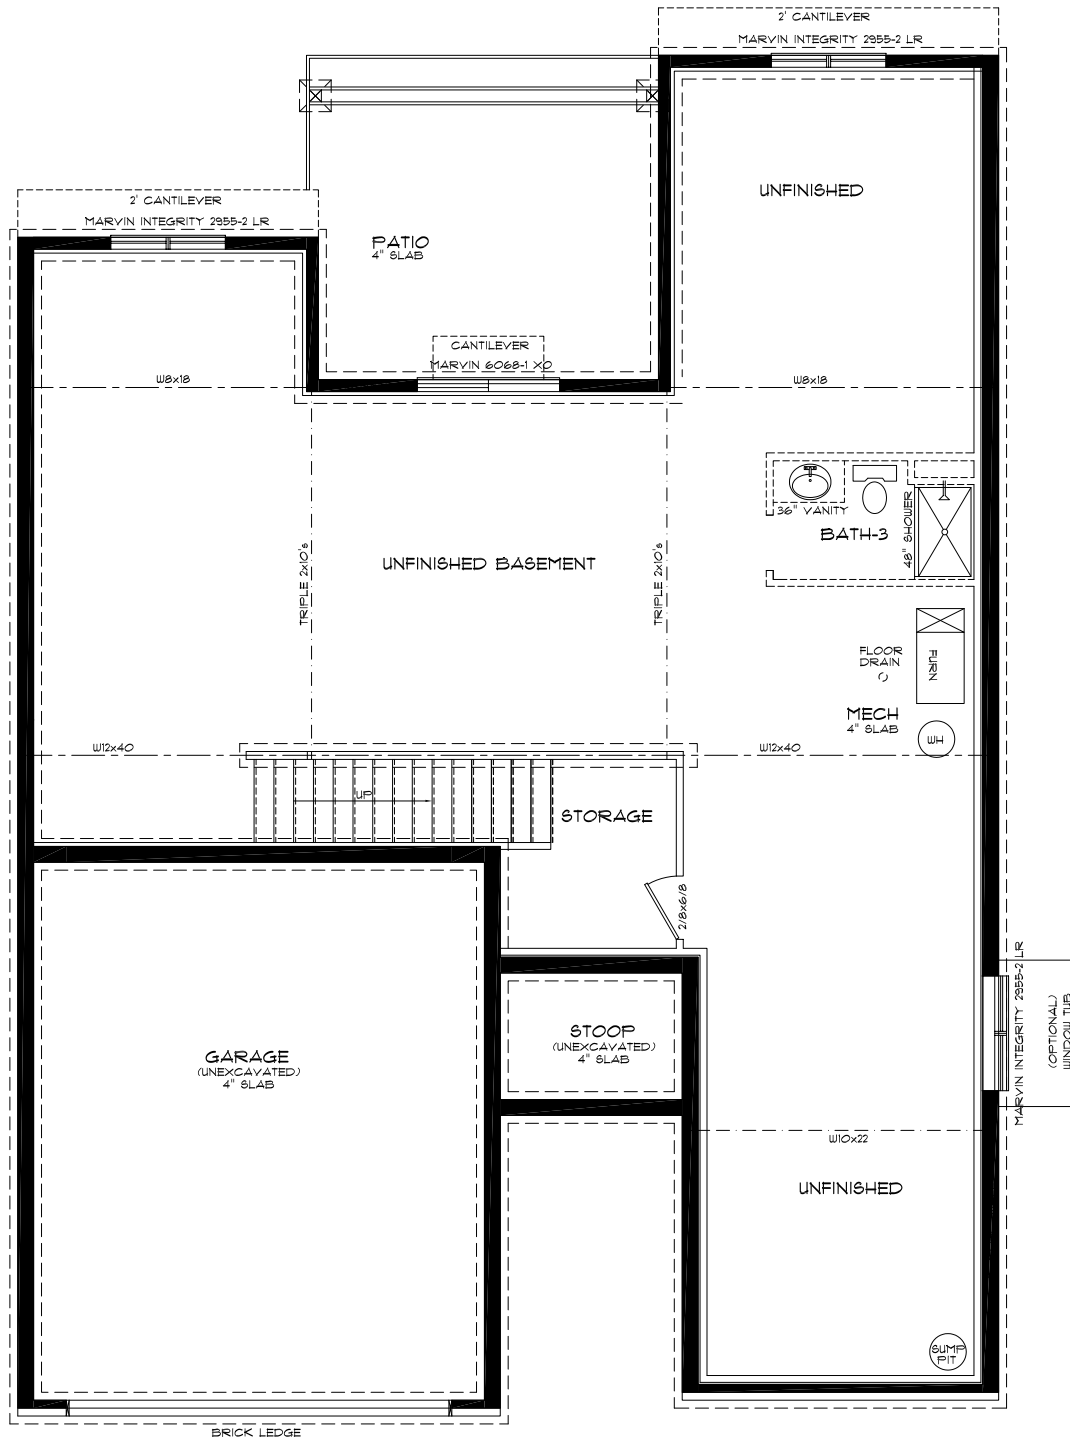 2' CANTILEVER
MARVIN INTEGRITY 2955-2 LR
UNFINISHED
2' CANTILEVER
MARVIN INTEGRITY 2955-2 LR
PATIO
4" SLAB
CANTILEVER
MARVIN 6068-1 XO
W8x18
W8x18
36" VANITY
BATH-3
48" SHOWER
TRIPLE 2x10's
UNFINISHED BASEMENT
TRIPLE 2x10's
FLOOR
DRAIN
FURN
MECH
4" SLAB
WH
W12x40
W12x40
UP
STORAGE
2/8x6/8
MARVIN INTEGRITY 2955-2 LR
(OPTIONAL)
WINDOW TUB
STOOP
(UNEXCAVATED)
4" SLAB
GARAGE
(UNEXCAVATED)
4" SLAB
W10x22
UNFINISHED
SUMP
PIT
BRICK LEDGE